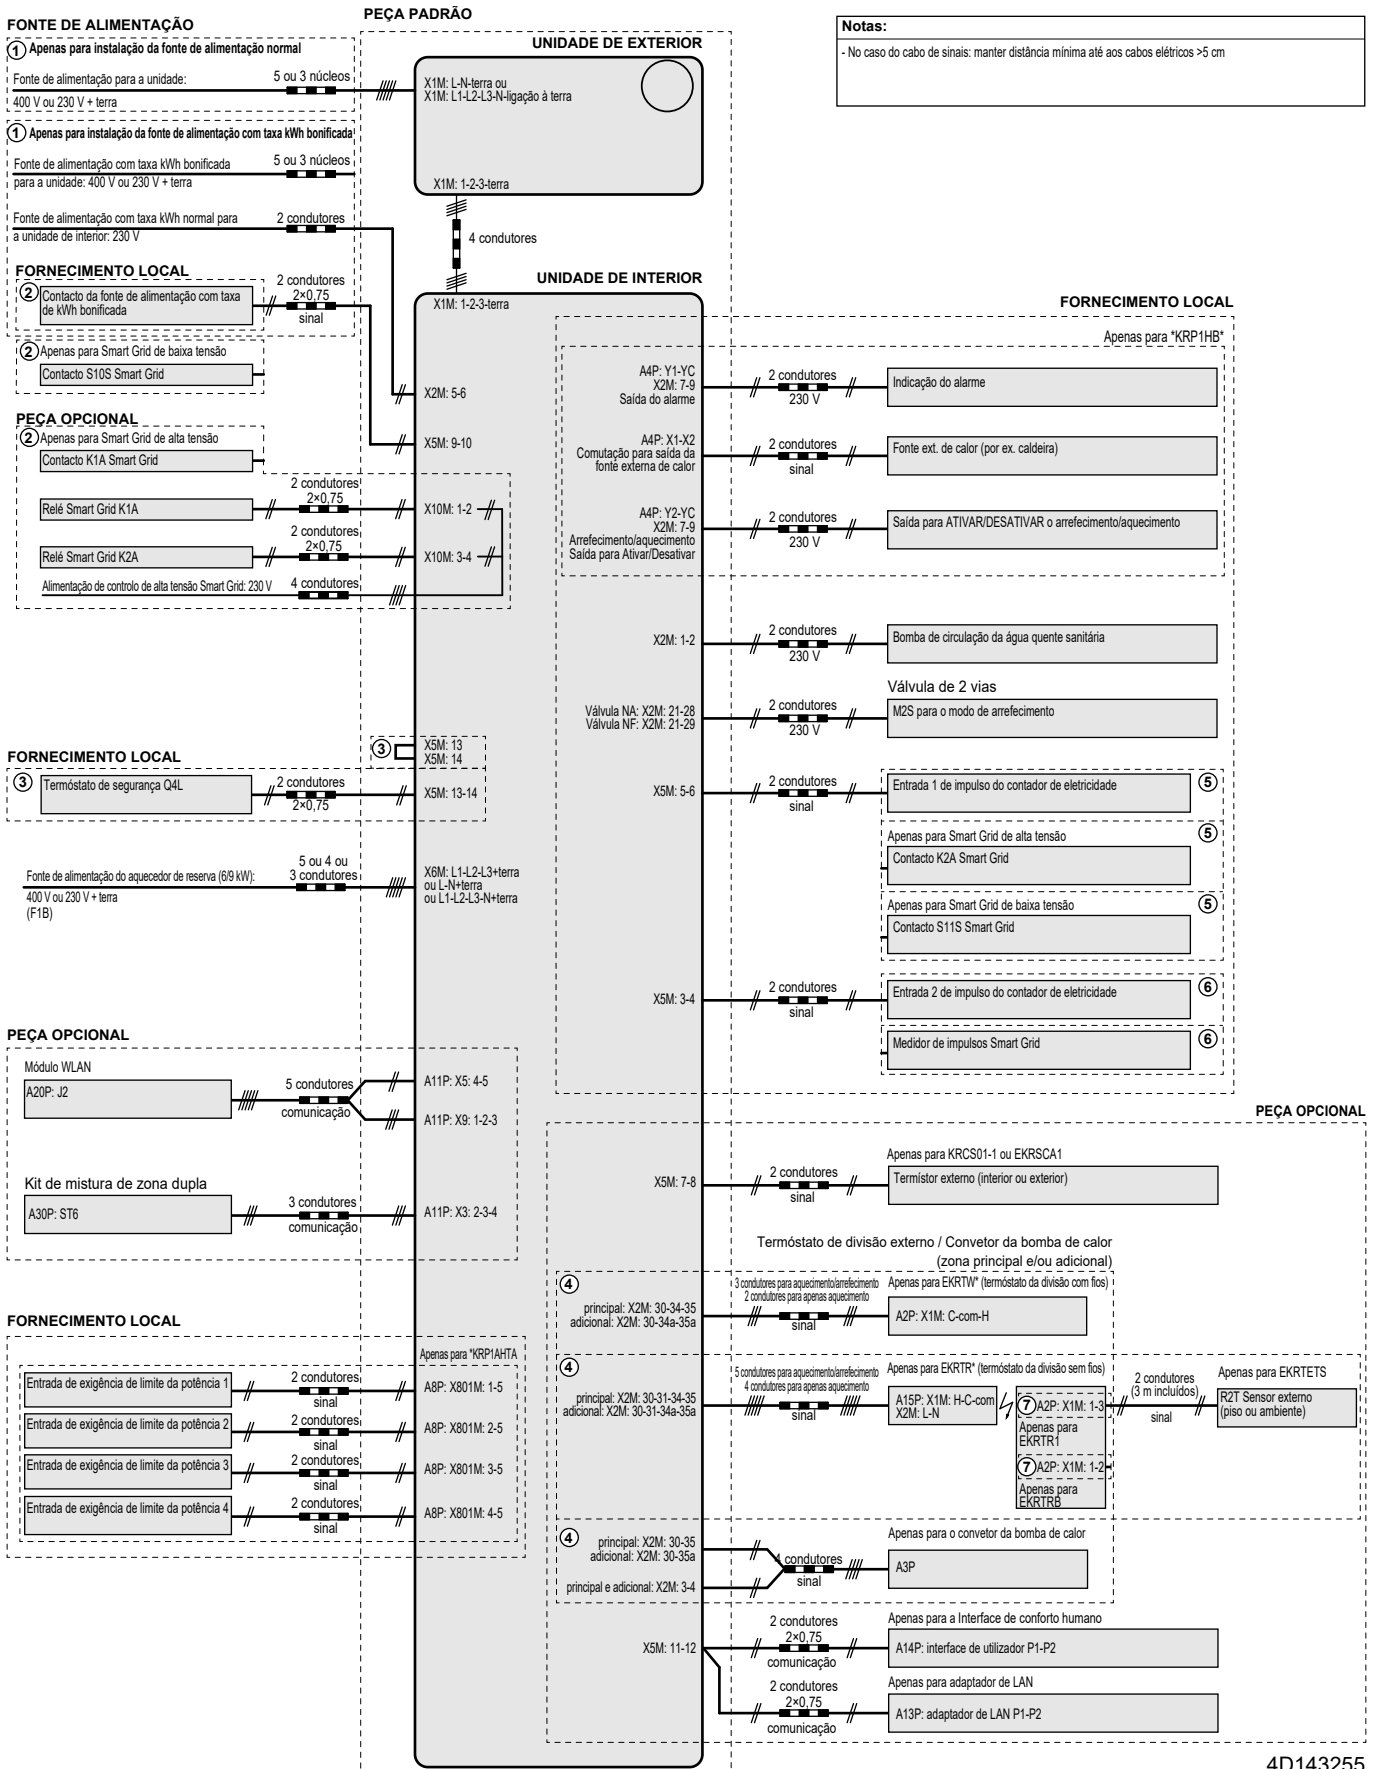 FONTE DE ALIMENTAÇÃO
1 Apenas para instalação da fonte de alimentação normal
Fonte de alimentação para a unidade:
5 ou 3 núcleos
400 V ou 230 V + terra
1 Apenas para instalação da fonte de alimentação com taxa kWh bonificada
Fonte de alimentação com taxa kWh bonificada
5 ou 3 núcleos
para a unidade: 400 V ou 230 V + terra
Fonte de alimentação com taxa kWh normal para
2 condutores
a unidade de interior: 230 V
FORNECIMENTO LOCAL
2 Contacto da fonte de alimentação com taxa
de kWh bonificada
2 condutores
2×0,75
sinal
2 Apenas para Smart Grid de baixa tensão
Contacto S10S Smart Grid
PEÇA OPCIONAL
2 Apenas para Smart Grid de alta tensão
Contacto K1A Smart Grid
2 condutores
2×0,75
Relé Smart Grid K1A
X10M: 1-2
2 condutores
2×0,75
Relé Smart Grid K2A
X10M: 3-4
Alimentação de controlo de alta tensão Smart Grid: 230 V
4 condutores
PEÇA PADRÃO
UNIDADE DE EXTERIOR
X1M: L-N-terra ou
X1M: L1-L2-L3-N-ligação à terra
X1M: 1-2-3-terra
4 condutores
UNIDADE DE INTERIOR
X1M: 1-2-3-terra
X2M: 5-6
X5M: 9-10
Notas:
- No caso do cabo de sinais: manter distância mínima até aos cabos elétricos >5 cm
FORNECIMENTO LOCAL
Apenas para *KRP1HB*
A4P: Y1-YC
X2M: 7-9
Saída do alarme
2 condutores
230 V
Indicação do alarme
A4P: X1-X2
Comutação para saída da
fonte externa de calor
2 condutores
sinal
Fonte ext. de calor (por ex. caldeira)
A4P: Y2-YC
X2M: 7-9
Arrefecimento/aquecimento
Saída para Ativar/Desativar
2 condutores
230 V
Saída para ATIVAR/DESATIVAR o arrefecimento/aquecimento
X2M: 1-2
2 condutores
230 V
Bomba de circulação da água quente sanitária
Válvula de 2 vias
Válvula NA: X2M: 21-28
Válvula NF: X2M: 21-29
2 condutores
230 V
M2S para o modo de arrefecimento
3
X5M: 13
X5M: 14
FORNECIMENTO LOCAL
3 Termóstato de segurança Q4L
2 condutores
2×0,75
X5M: 13-14
X5M: 5-6
2 condutores
sinal
Entrada 1 de impulso do contador de eletricidade
5
Apenas para Smart Grid de alta tensão
5
Contacto K2A Smart Grid
Apenas para Smart Grid de baixa tensão
5
Contacto S11S Smart Grid
Fonte de alimentação do aquecedor de reserva (6/9 kW):
400 V ou 230 V + terra
(F1B)
5 ou 4 ou
3 condutores
X6M: L1-L2-L3+terra
ou L-N+terra
ou L1-L2-L3-N+terra
X5M: 3-4
2 condutores
sinal
Entrada 2 de impulso do contador de eletricidade
6
Medidor de impulsos Smart Grid
6
PEÇA OPCIONAL
Módulo WLAN
A20P: J2
5 condutores
comunicação
A11P: X5: 4-5
A11P: X9: 1-2-3
Kit de mistura de zona dupla
A30P: ST6
3 condutores
comunicação
A11P: X3: 2-3-4
PEÇA OPCIONAL
Apenas para KRCS01-1 ou EKRSCA1
X5M: 7-8
2 condutores
sinal
Termístor externo (interior ou exterior)
Termóstato de divisão externo / Convetor da bomba de calor
(zona principal e/ou adicional)
4
principal: X2M: 30-34-35
adicional: X2M: 30-34a-35a
3 condutores para aquecimento/arrefecimento
2 condutores para apenas aquecimento
sinal
Apenas para EKRTW* (termóstato da divisão com fios)
A2P: X1M: C-com-H
4
principal: X2M: 30-31-34-35
adicional: X2M: 30-31-34a-35a
5 condutores para aquecimento/arrefecimento
4 condutores para apenas aquecimento
sinal
Apenas para EKRTR* (termóstato da divisão sem fios)
A15P: X1M: H-C-com
X2M: L-N
7 A2P: X1M: 1-3
Apenas para
EKRTR1
7 A2P: X1M: 1-2
Apenas para
EKRTRB
2 condutores
(3 m incluídos)
sinal
Apenas para EKRTETS
R2T Sensor externo
(piso ou ambiente)
FORNECIMENTO LOCAL
Apenas para *KRP1AHTA
Entrada de exigência de limite da potência 1
2 condutores
sinal
A8P: X801M: 1-5
Entrada de exigência de limite da potência 2
2 condutores
sinal
A8P: X801M: 2-5
Entrada de exigência de limite da potência 3
2 condutores
sinal
A8P: X801M: 3-5
Entrada de exigência de limite da potência 4
2 condutores
sinal
A8P: X801M: 4-5
4
principal: X2M: 30-35
adicional: X2M: 30-35a
principal e adicional: X2M: 3-4
4 condutores
sinal
Apenas para o convetor da bomba de calor
A3P
X5M: 11-12
2 condutores
2×0,75
comunicação
Apenas para a Interface de conforto humano
A14P: interface de utilizador P1-P2
2 condutores
2×0,75
comunicação
Apenas para adaptador de LAN
A13P: adaptador de LAN P1-P2
4D143255